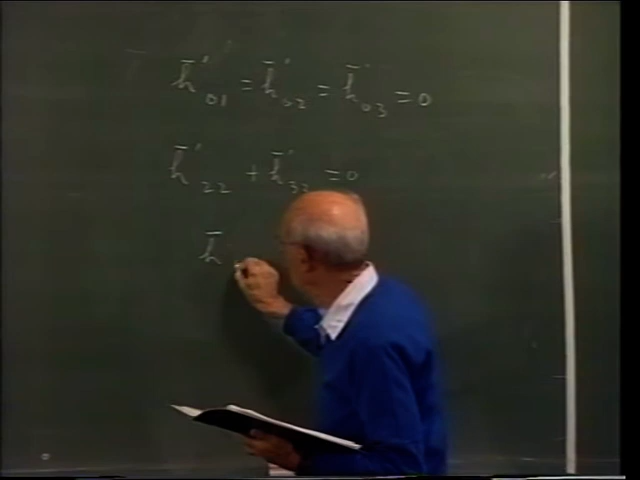 h̄'₀₁ = h̄'₀₂ = h̄'₀₃ = 0
h̄'₂₂ + h̄'₃₃ = 0
h̄